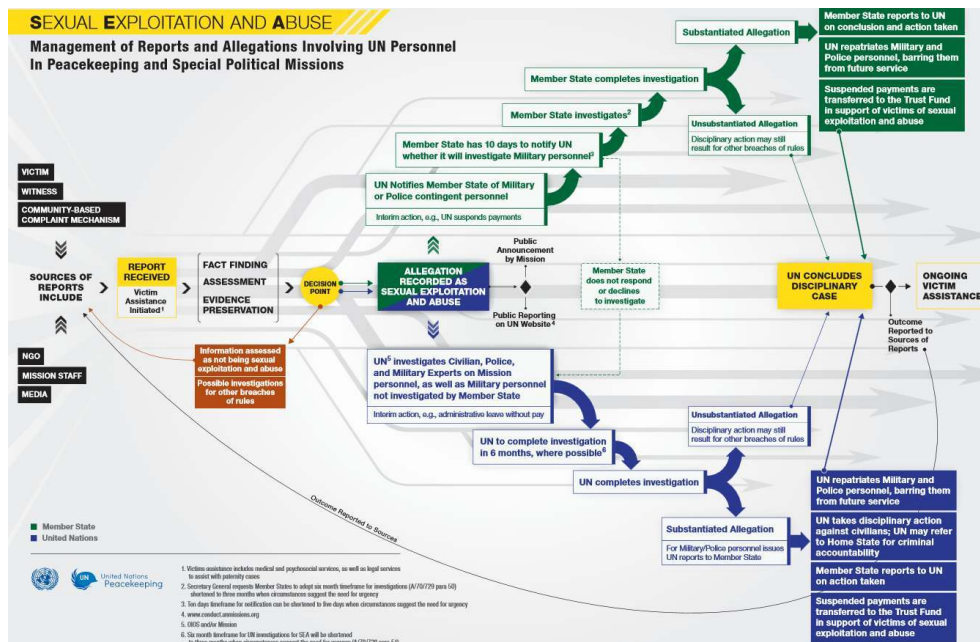 SEXUAL EXPLOITATION AND ABUSE
Management of Reports and Allegations Involving UN Personnel
In Peacekeeping and Special Political Missions
VICTIM
WITNESS
COMMUNITY-BASED
COMPLAINT MECHANISM
SOURCES OF
REPORTS
INCLUDE
NGO
MISSION STAFF
MEDIA
REPORT
RECEIVED
Victim
Assistance
Initiated¹
FACT FINDING
ASSESSMENT
EVIDENCE
PRESERVATION
DECISION
POINT
Information assessed
as not being sexual
exploitation and abuse
Possible investigations
for other breaches
of rules
ALLEGATION
RECORDED AS
SEXUAL EXPLOITATION
AND ABUSE
Public
Announcement
by Mission
Public Reporting
on UN Website⁴
UN Notifies Member State of Military
or Police contingent personnel
Interim action, e.g., UN suspends payments
Member State has 10 days to notify UN
whether it will investigate Military personnel³
Member State investigates²
Member State completes investigation
Substantiated Allegation
Unsubstantiated Allegation
Disciplinary action may still
result for other breaches of rules
Member State reports to UN
on conclusion and action taken
UN repatriates Military and
Police personnel, barring them
from future service
Suspended payments are
transferred to the Trust Fund
in support of victims of sexual
exploitation and abuse
Member State
does not respond
or declines
to investigate
UN⁵ investigates Civilian, Police,
and Military Experts on Mission
personnel, as well as Military personnel
not investigated by Member State
Interim action, e.g., administrative leave without pay
UN to complete investigation
in 6 months, where possible⁶
UN completes investigation
Unsubstantiated Allegation
Disciplinary action may still
result for other breaches of rules
Substantiated Allegation
For Military/Police personnel issues
UN reports to Member State
UN repatriates Military and
Police personnel, barring them
from future service
UN takes disciplinary action
against civilians; UN may refer
to Home State for criminal
accountability
Member State reports to UN
on action taken
Suspended payments are
transferred to the Trust Fund
in support of victims of sexual
exploitation and abuse
UN CONCLUDES
DISCIPLINARY
CASE
Outcome
Reported to
Sources of
Reports
ONGOING
VICTIM
ASSISTANCE
Outcome Reported to Sources
Member State
United Nations
UN
United Nations
Peacekeeping
1. Victims assistance includes medical and psychosocial services, as well as legal services
to assist with paternity cases
2. Secretary General requests Member States to adopt six month timeframe for investigations (A/70/729 para 50)
shortened to three months when circumstances suggest the need for urgency
3. Ten days timeframe for notification can be shortened to five days when circumstances suggest the need for urgency
4. www.conduct.unmissions.org
5. OIOS and/or Mission
6. Six month timeframe for UN investigations for SEA will be shortened